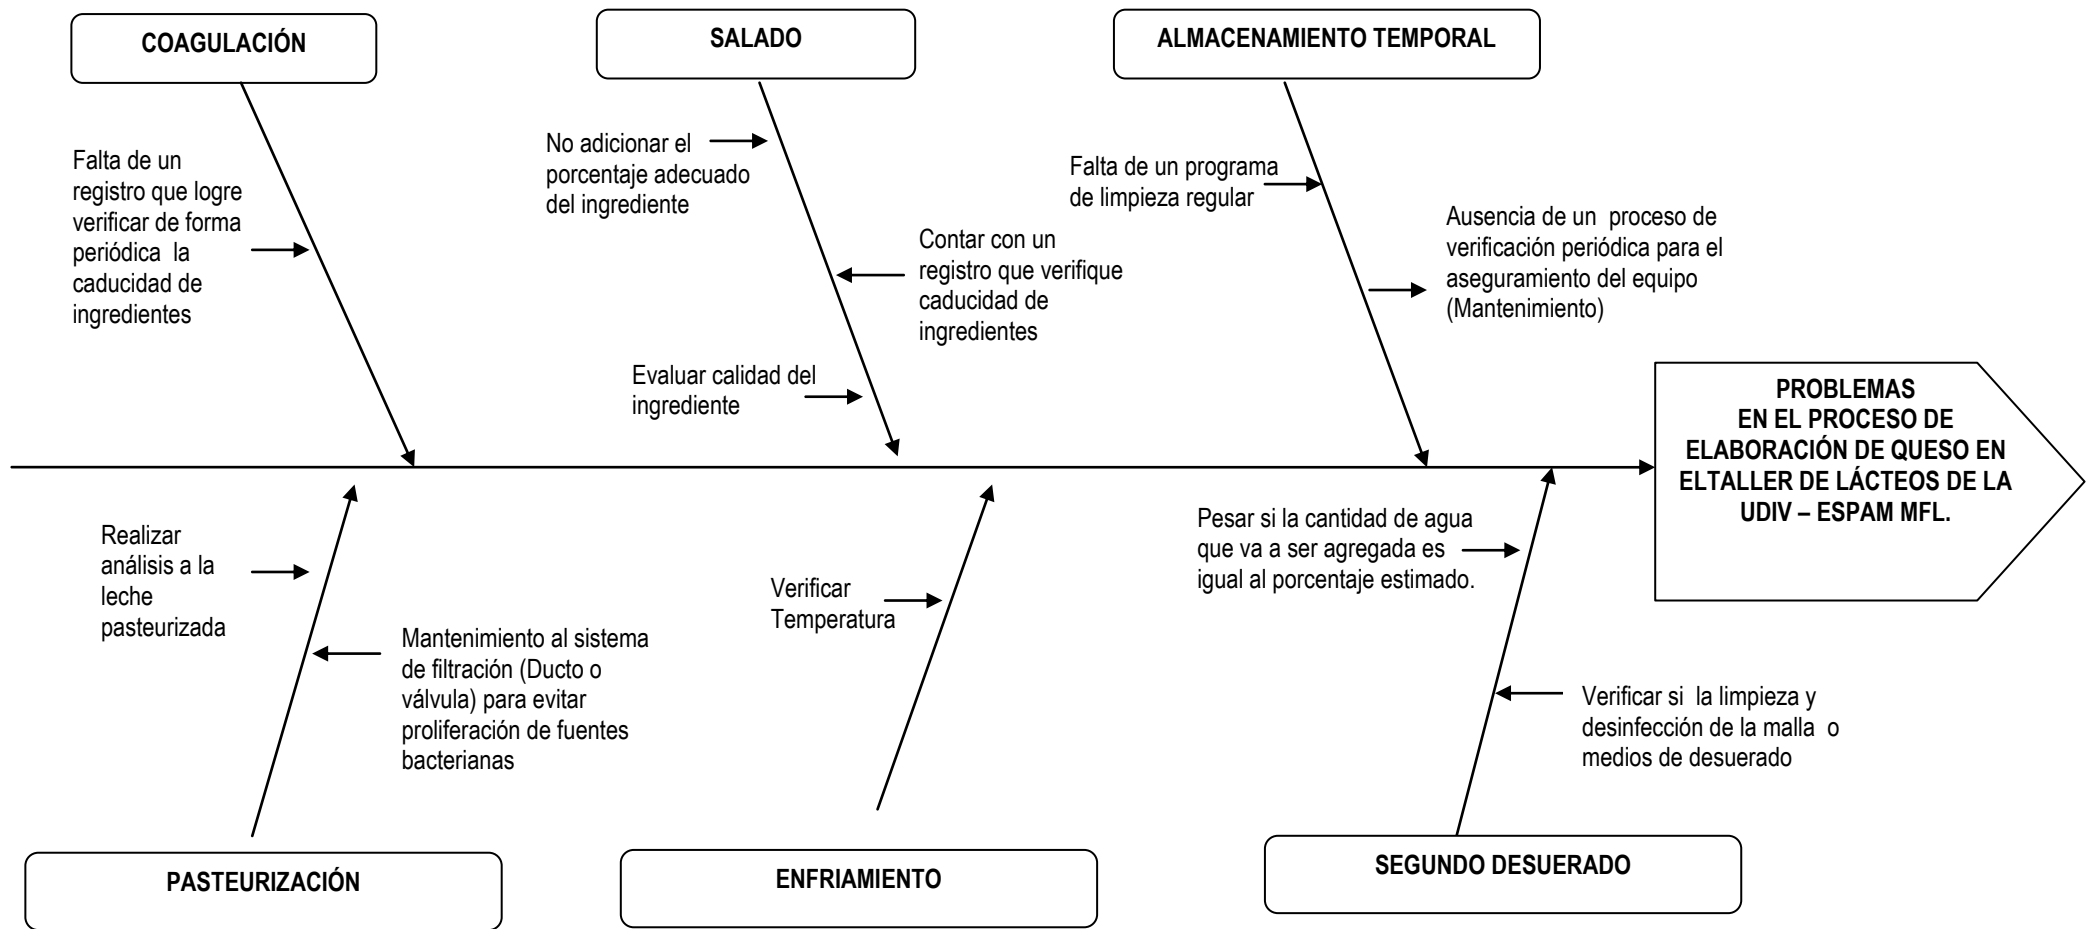 COAGULACIÓN
SALADO
ALMACENAMIENTO TEMPORAL
Falta de un
registro que logre
verificar de forma
periódica  la
caducidad de
ingredientes
No adicionar el
porcentaje adecuado
del ingrediente
Contar con un
registro que verifique
caducidad de
ingredientes
Evaluar calidad del
ingrediente
Falta de un programa
de limpieza regular
Ausencia de un  proceso de
verificación periódica para el
aseguramiento del equipo
(Mantenimiento)
PROBLEMAS
EN EL PROCESO DE
ELABORACIÓN DE QUESO EN
ELTALLER DE LÁCTEOS DE LA
UDIV – ESPAM MFL.
Realizar
análisis a la
leche
pasteurizada
Mantenimiento al sistema
de filtración (Ducto o
válvula) para evitar
proliferación de fuentes
bacterianas
Verificar
Temperatura
Pesar si la cantidad de agua
que va a ser agregada es
igual al porcentaje estimado.
Verificar si  la limpieza y
desinfección de la malla  o
medios de desuerado
PASTEURIZACIÓN
ENFRIAMIENTO
SEGUNDO DESUERADO